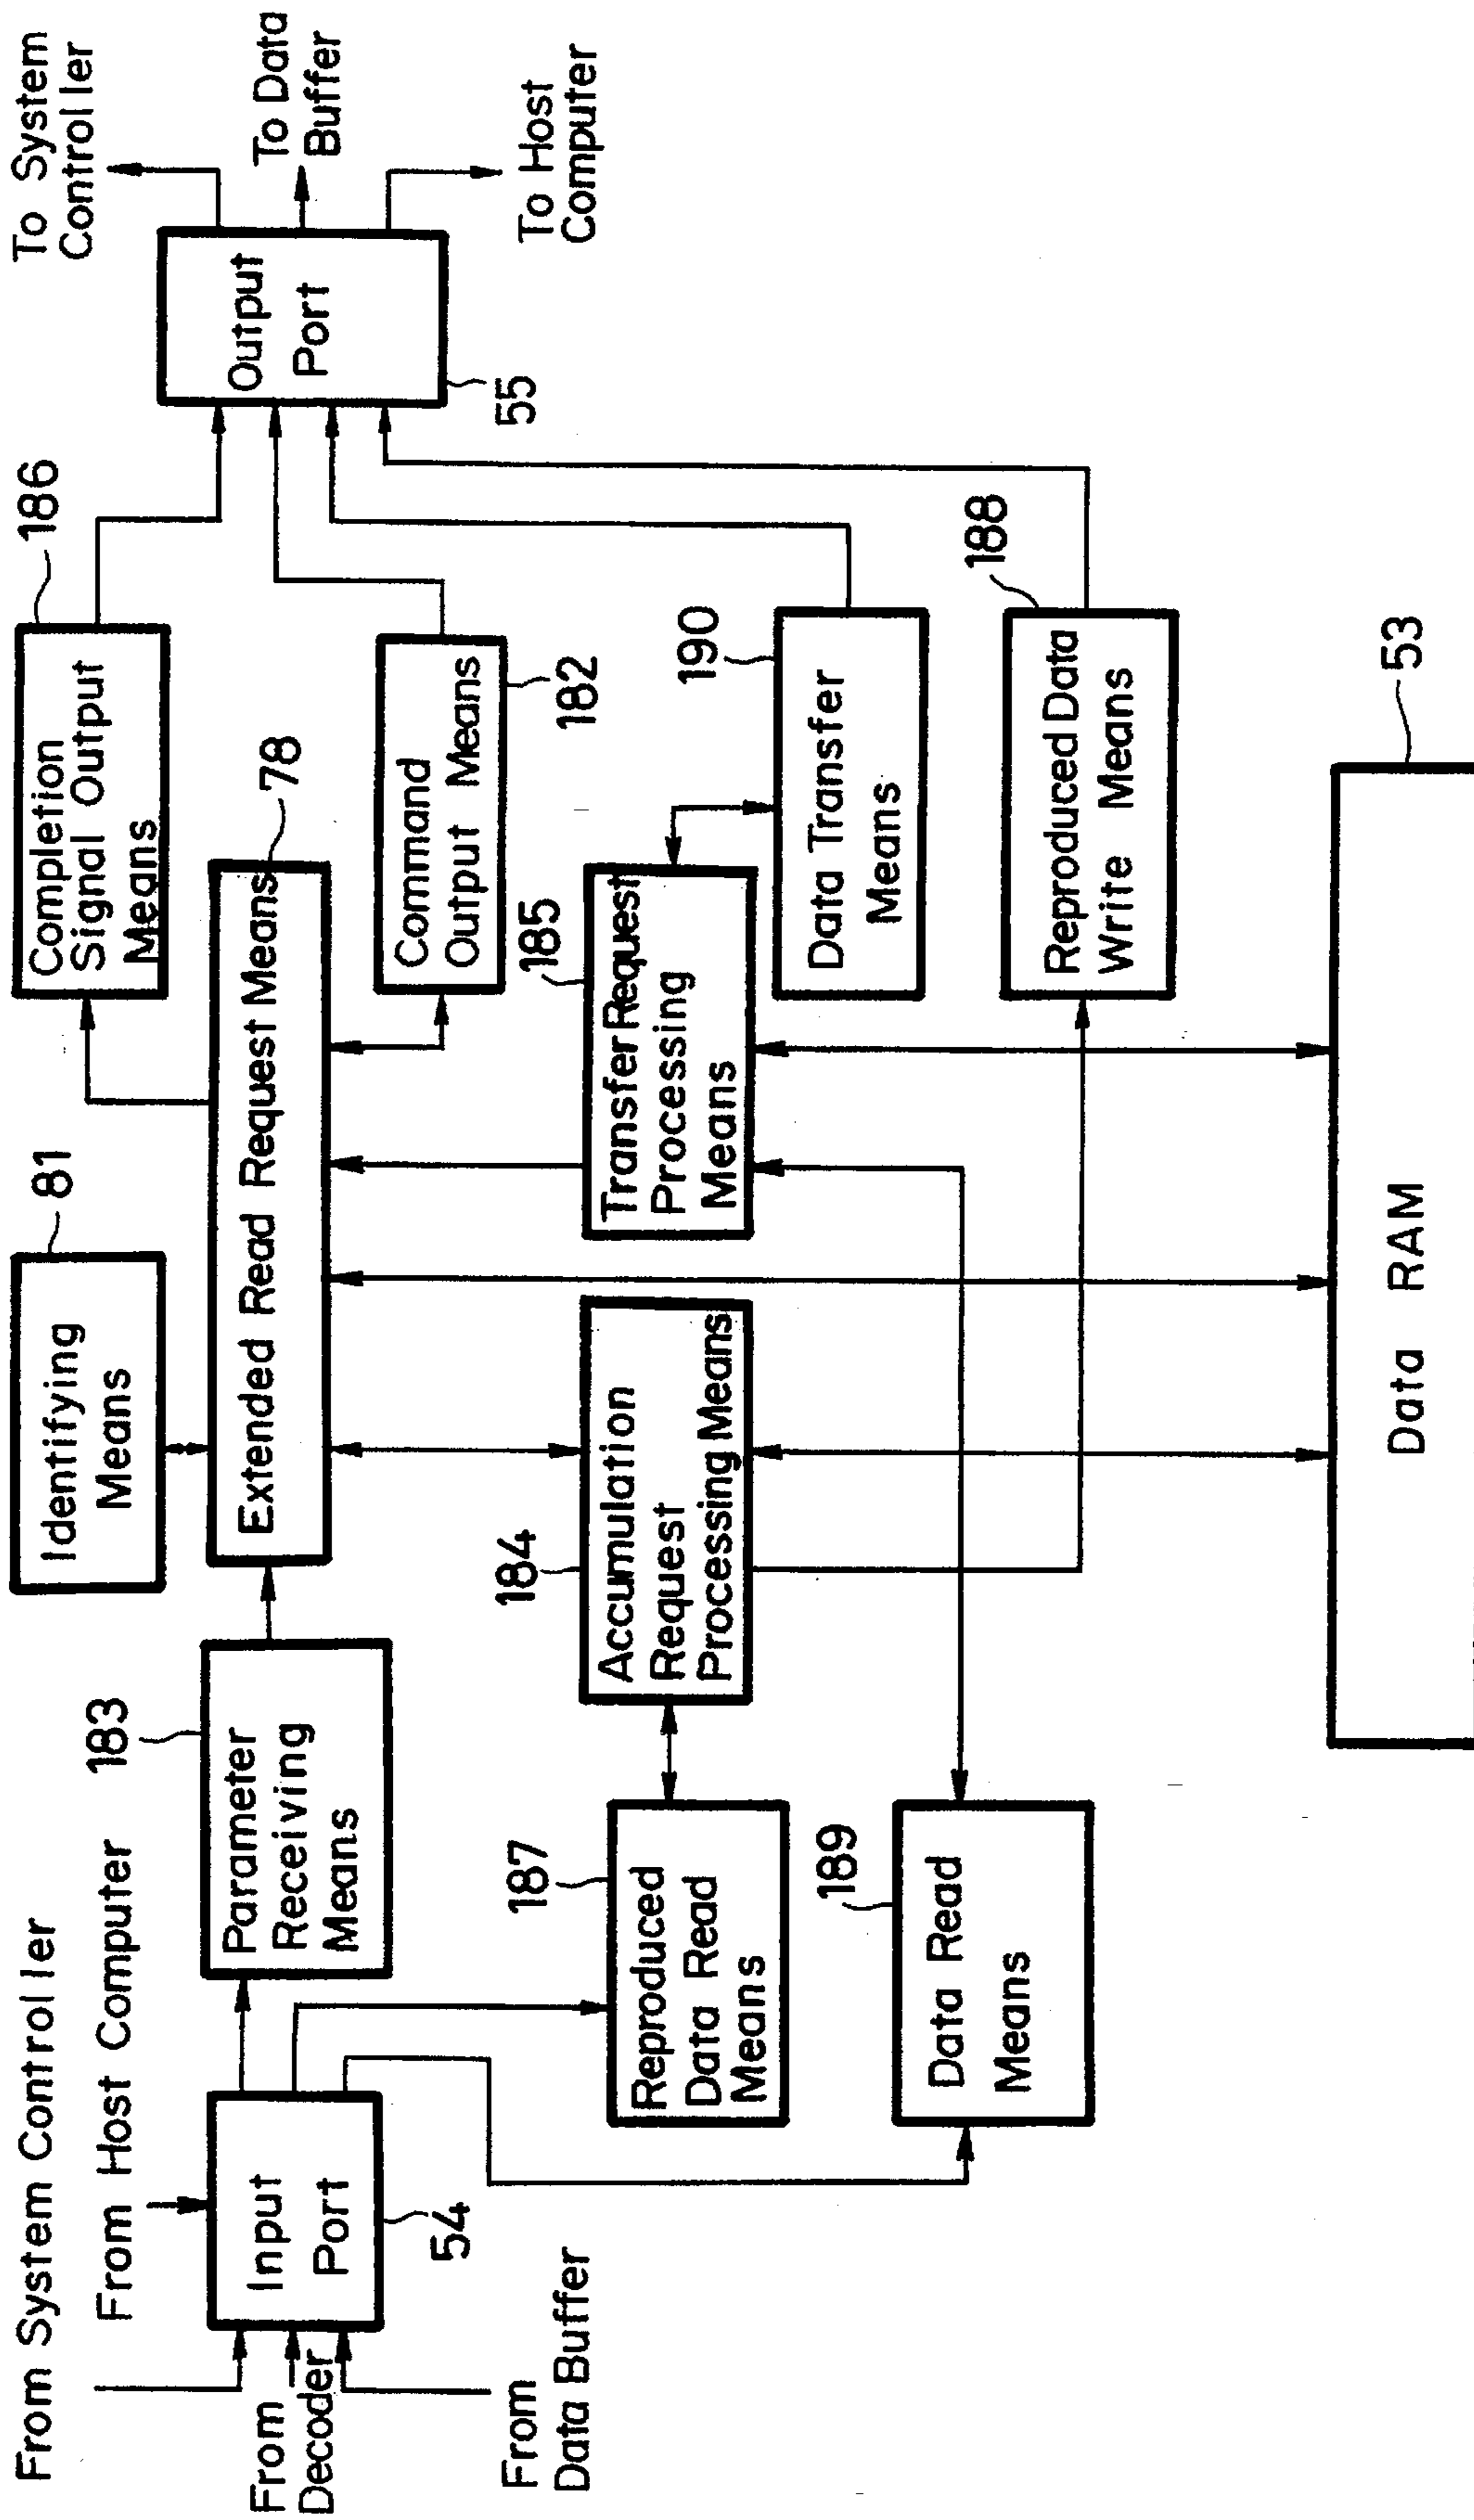 From System Controller
From Host Computer
From
Decoder
From
Data Buffer
Input
Port
54
183
Parameter
Receiving
Means
81
Identifying
Means
Extended Read Request Means
78
186
Completion
Signal Output
Means
Command
Output Means
182
To System
Controller
To Data
Buffer
To Host
Computer
Output
Port
55
187
Reproduced
Data Read
Means
189
Data Read
Means
184
Accumulation
Request
Processing Means
185
Transfer Request
Processing
Means
190
Data Transfer
Means
188
Reproduced Data
Write Means
53
Data RAM